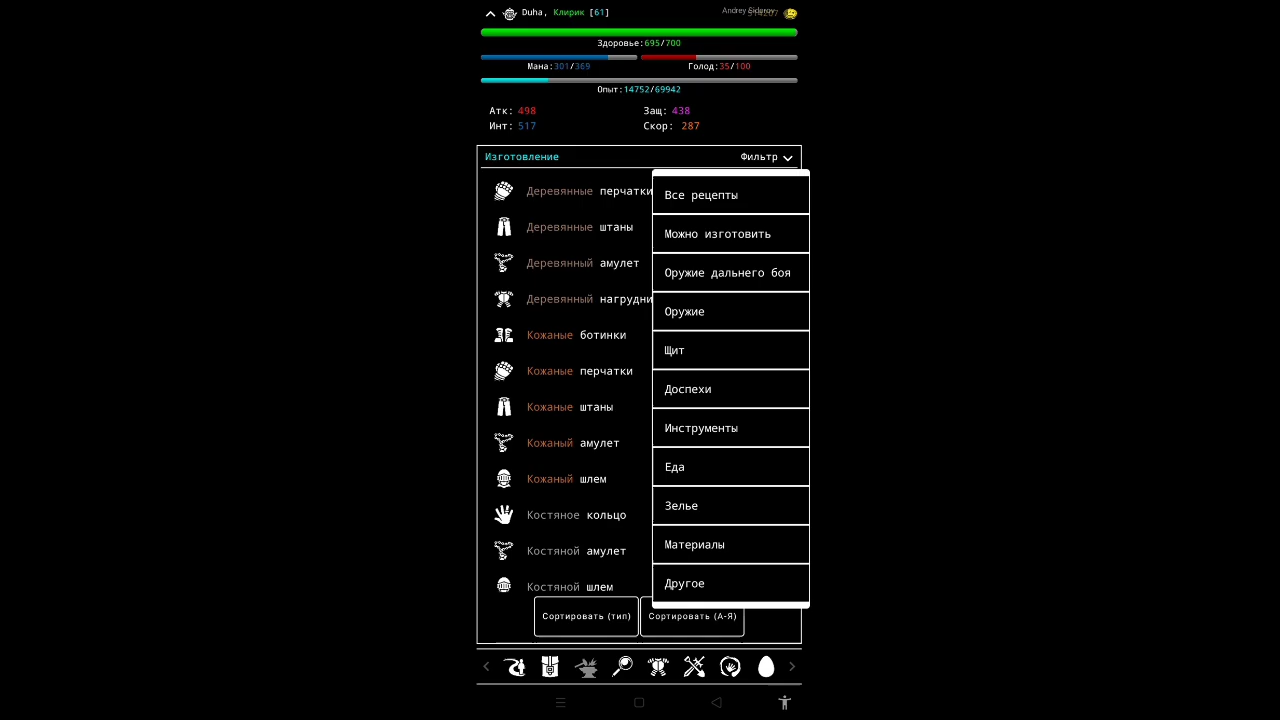 Duha, Клирик [61]
Andrey Sidorov
Здоровье:695/700
Мана:301/369
Голод:35/100
Опыт:14752/69942
Атк: 498
Защ: 438
Инт: 517
Скор: 287
Изготовление
Фильтр
Деревянные перчатки
Деревянные штаны
Деревянный амулет
Деревянный нагрудни
Кожаные ботинки
Кожаные перчатки
Кожаные штаны
Кожаный амулет
Кожаный шлем
Костяное кольцо
Костяной амулет
Костяной шлем
Все рецепты
Можно изготовить
Оружие дальнего боя
Оружие
Щит
Доспехи
Инструменты
Еда
Зелье
Материалы
Другое
Сортировать (тип)
Сортировать (А-Я)